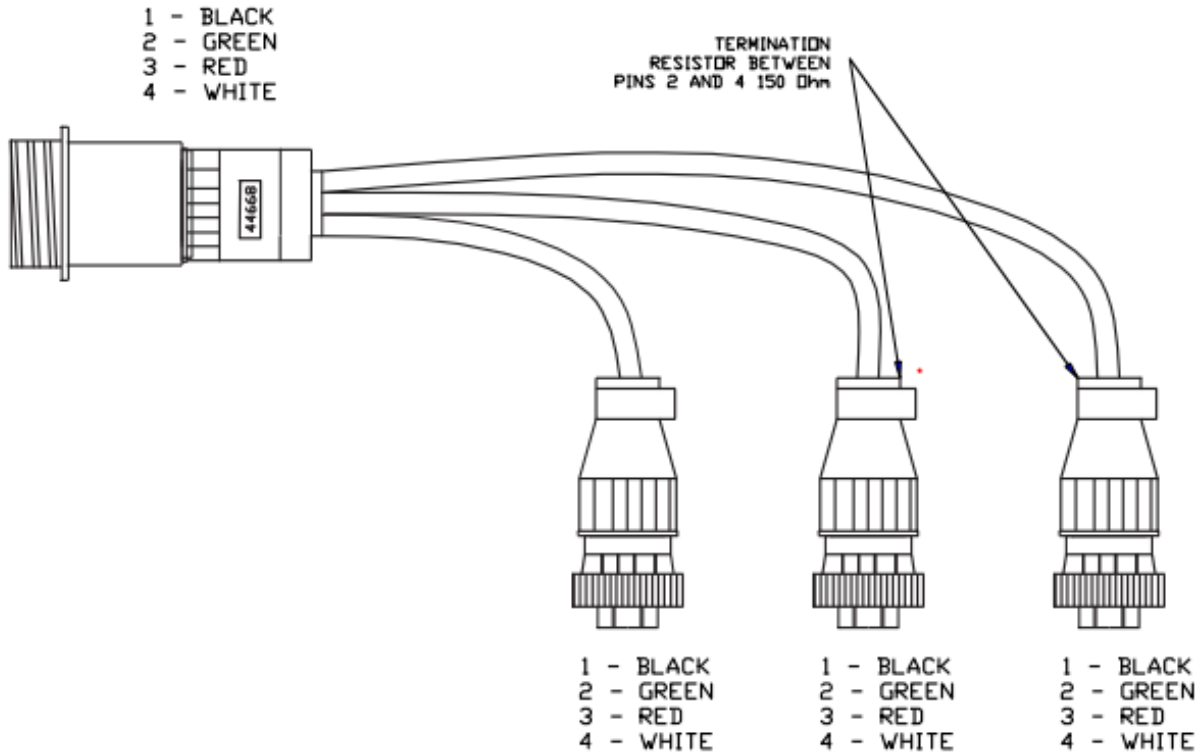 1 - BLACK
2 - GREEN
3 - RED
4 - WHITE
TERMINATION
RESISTOR BETWEEN
PINS 2 AND 4 150 Ohm
44668
1 - BLACK
2 - GREEN
3 - RED
4 - WHITE
1 - BLACK
2 - GREEN
3 - RED
4 - WHITE
1 - BLACK
2 - GREEN
3 - RED
4 - WHITE